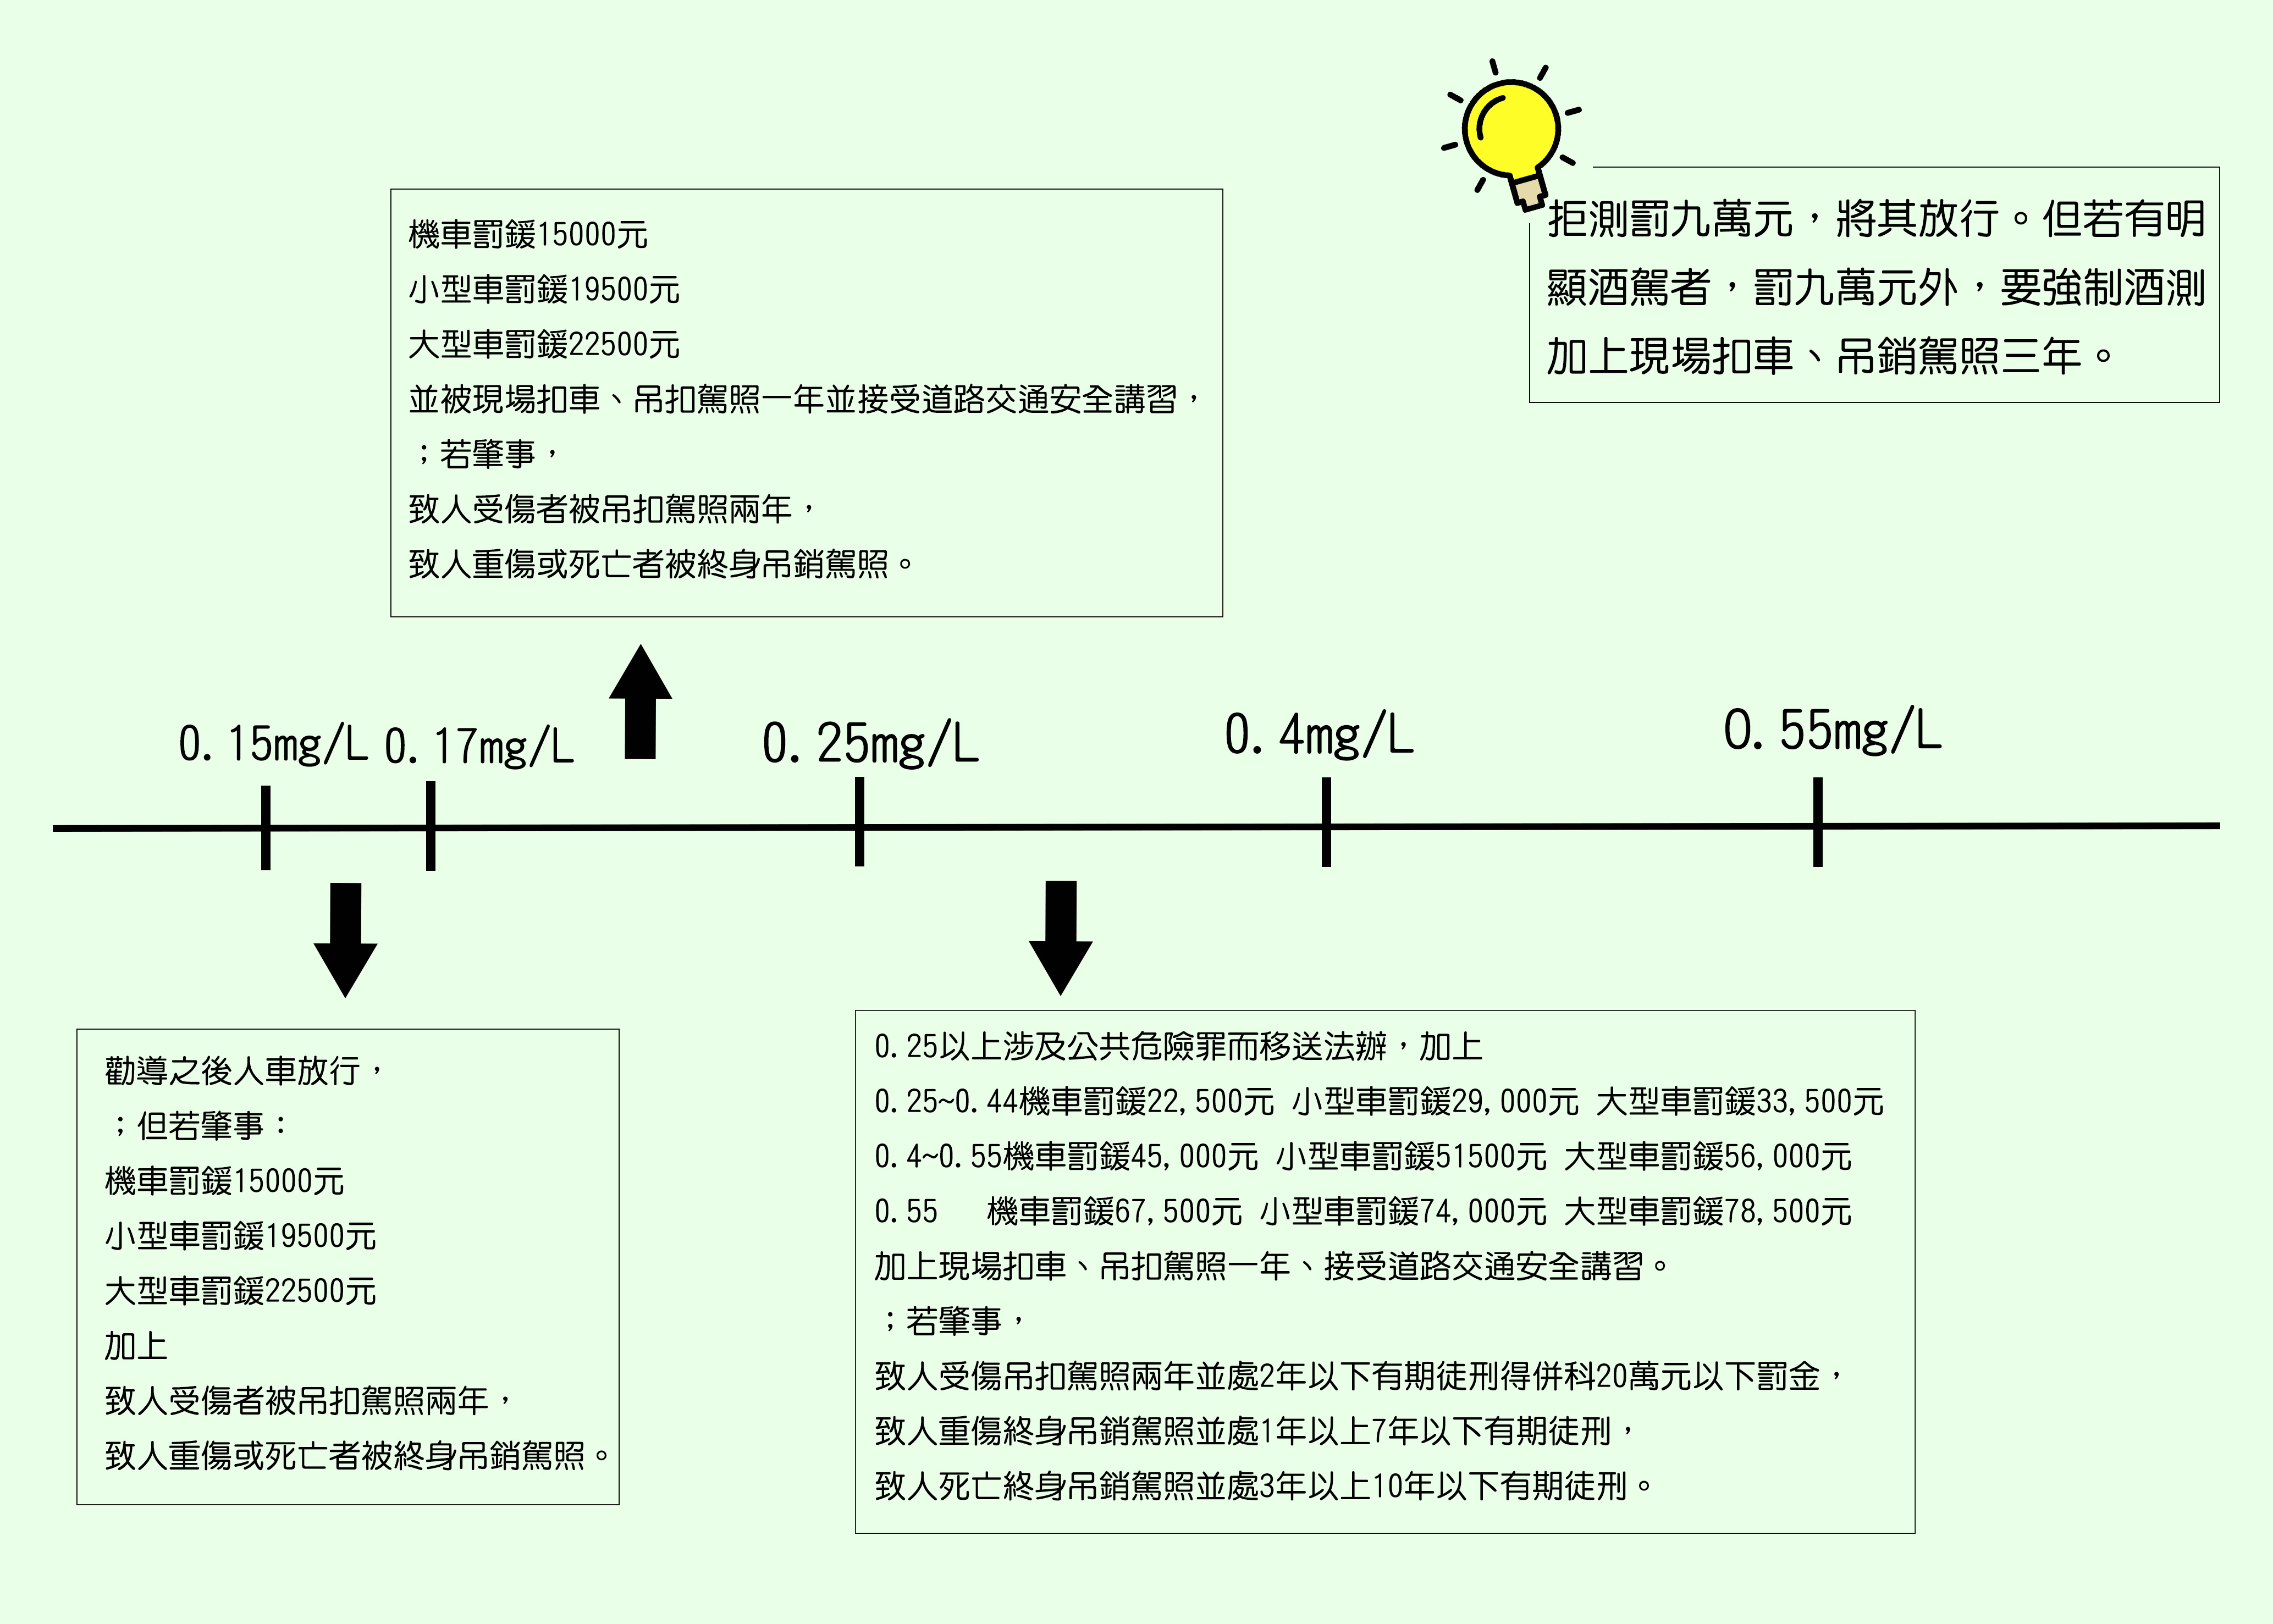 拒測罰九萬元，將其放行。但若有明
顯酒駕者，罰九萬元外，要強制酒測
加上現場扣車、吊銷駕照三年。
機車罰鍰15000元
小型車罰鍰19500元
大型車罰鍰22500元
並被現場扣車、吊扣駕照一年並接受道路交通安全講習，
；若肇事，
致人受傷者被吊扣駕照兩年，
致人重傷或死亡者被終身吊銷駕照。
0.15mg/L 0.17mg/L 0.25mg/L 0.4mg/L 0.55mg/L
勸導之後人車放行，
；但若肇事：
機車罰鍰15000元
小型車罰鍰19500元
大型車罰鍰22500元
加上
致人受傷者被吊扣駕照兩年，
致人重傷或死亡者被終身吊銷駕照。
0.25以上涉及公共危險罪而移送法辦，加上
0.25~0.44機車罰鍰22,500元 小型車罰鍰29,000元 大型車罰鍰33,500元
0.4~0.55機車罰鍰45,000元 小型車罰鍰51500元 大型車罰鍰56,000元
0.55 機車罰鍰67,500元 小型車罰鍰74,000元 大型車罰鍰78,500元
加上現場扣車、吊扣駕照一年、接受道路交通安全講習。
；若肇事，
致人受傷吊扣駕照兩年並處2年以下有期徒刑得併科20萬元以下罰金，
致人重傷終身吊銷駕照並處1年以上7年以下有期徒刑，
致人死亡終身吊銷駕照並處3年以上10年以下有期徒刑。